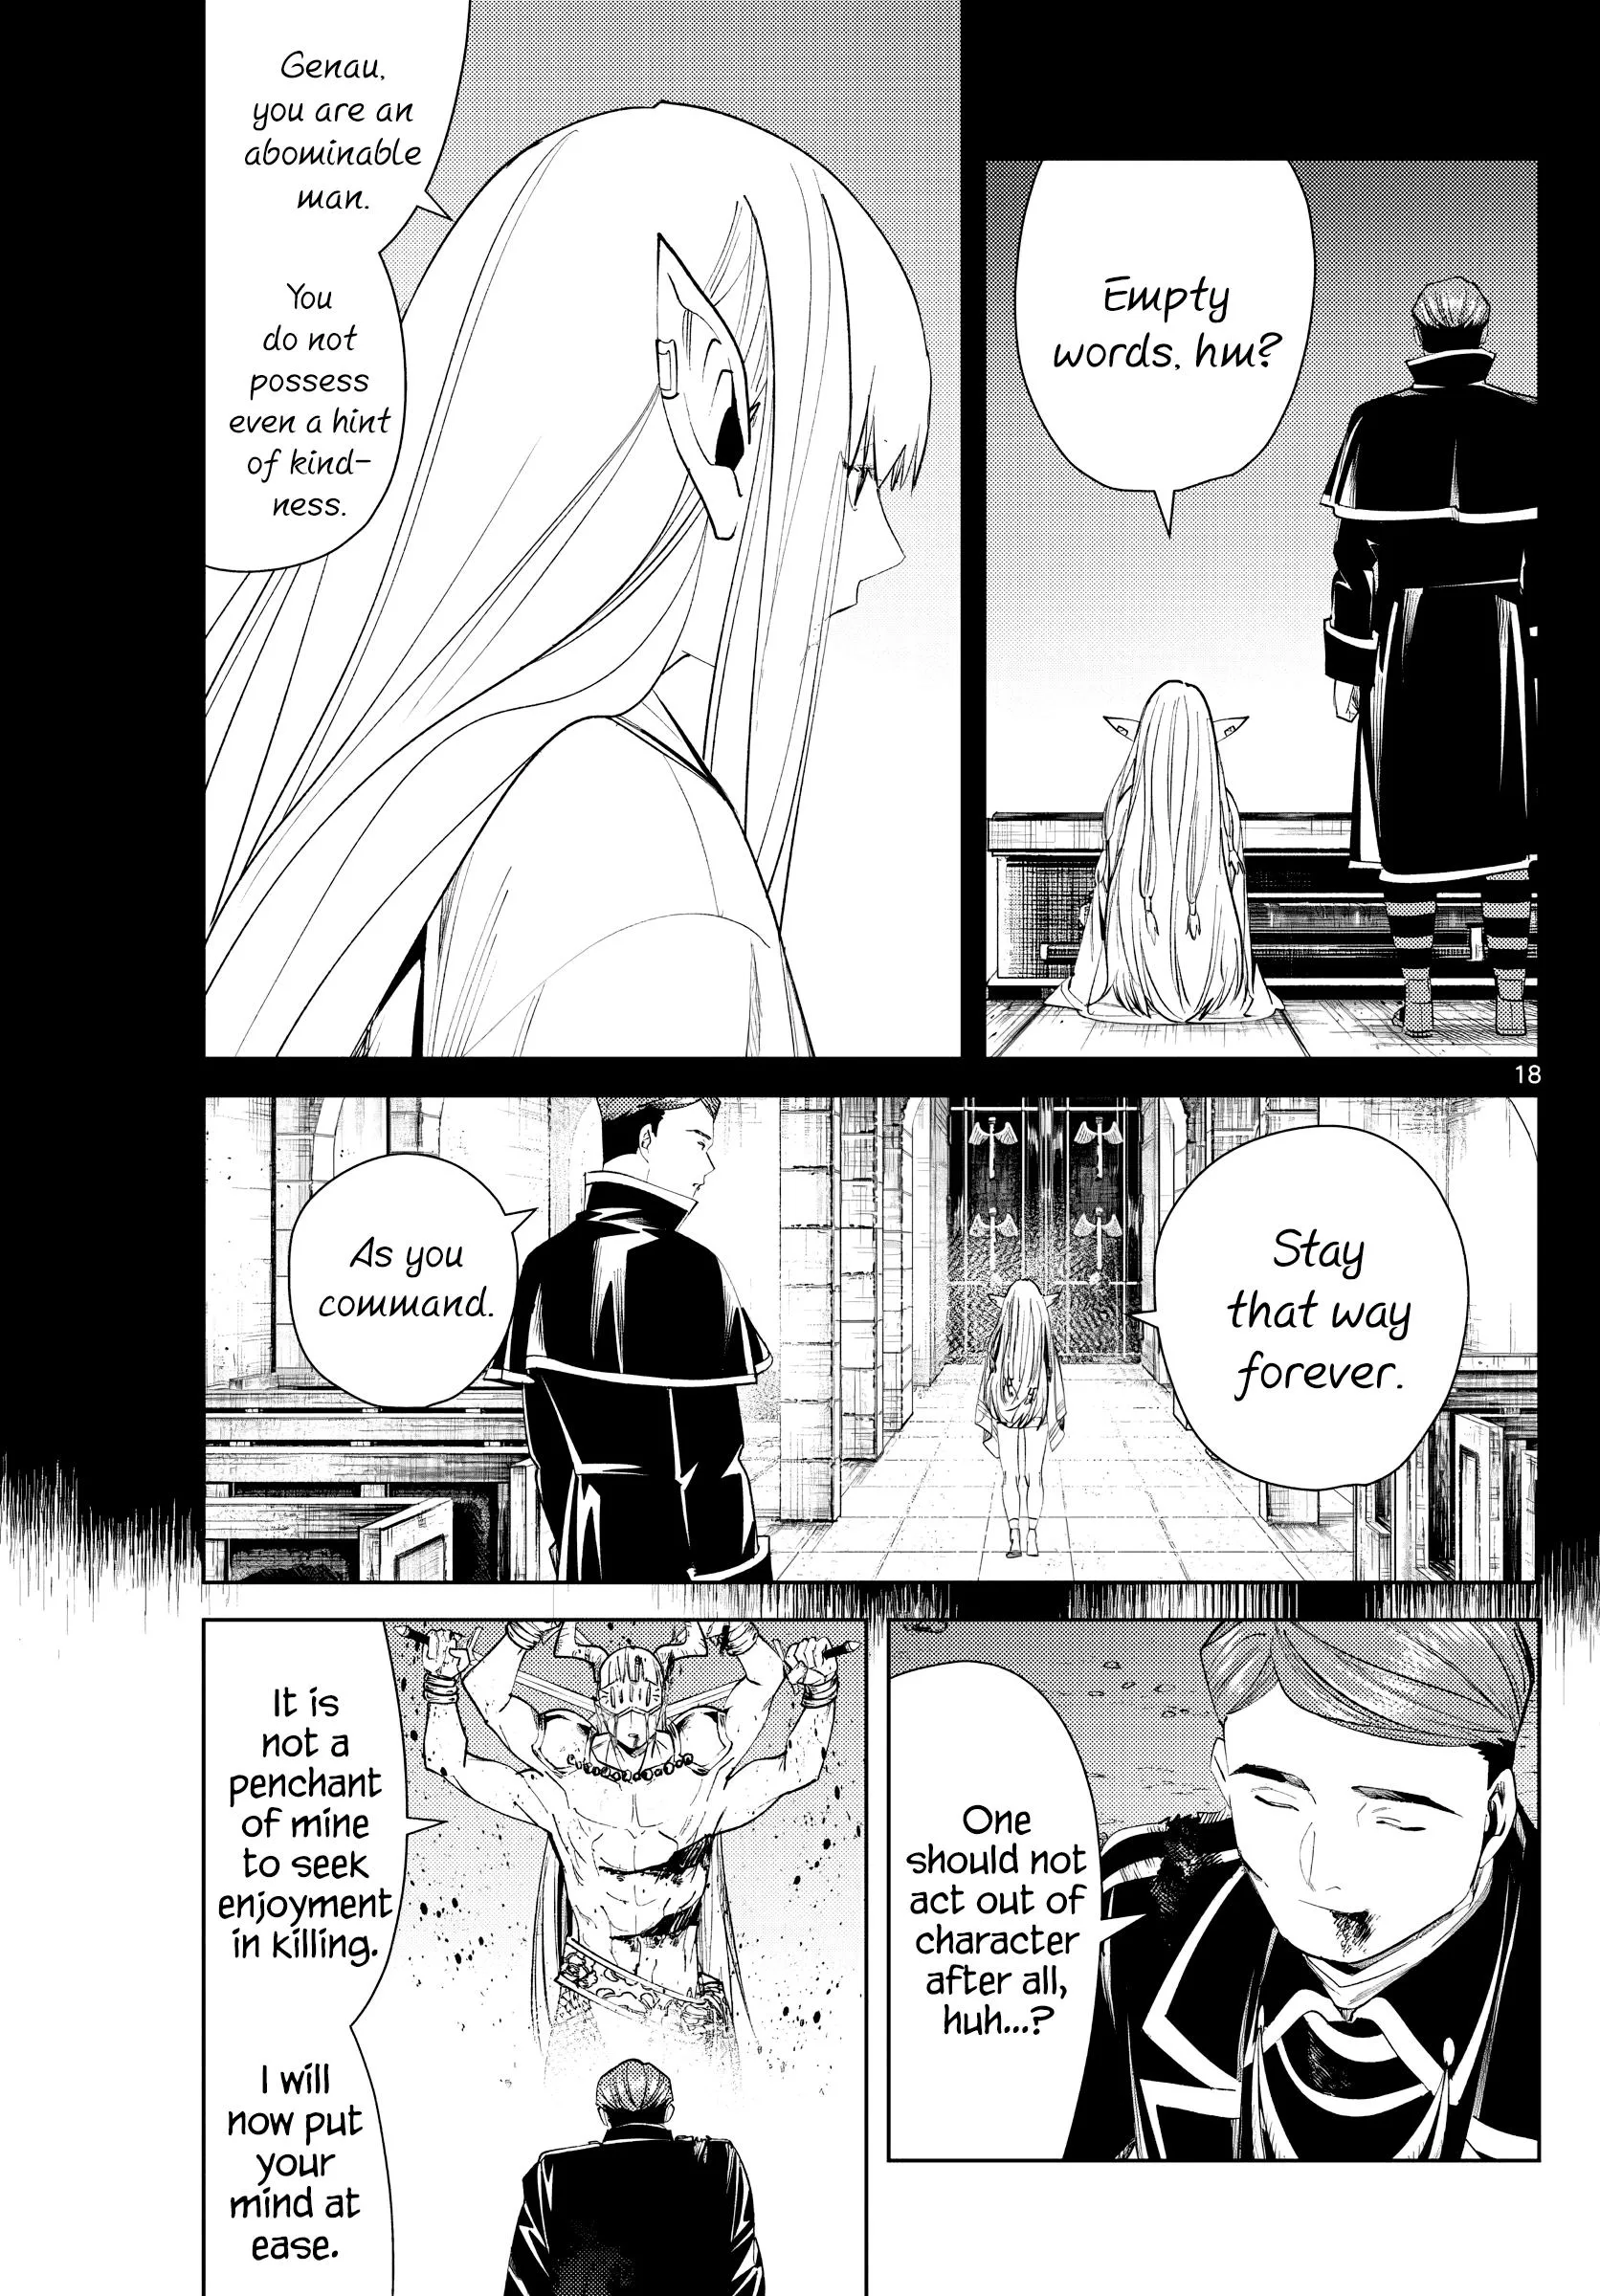 Empty
words, hm?
Genau,
you are an
abominable
man.
You
do not
possess
even a hint
of kind-
ness.
18
Stay
that way
forever.
As you
command.
One
should not
act out of
character
after all,
huh...?
It is
not a
penchant
of mine
to seek
enjoyment
in killing.
I will
now put
your
mind at
ease.